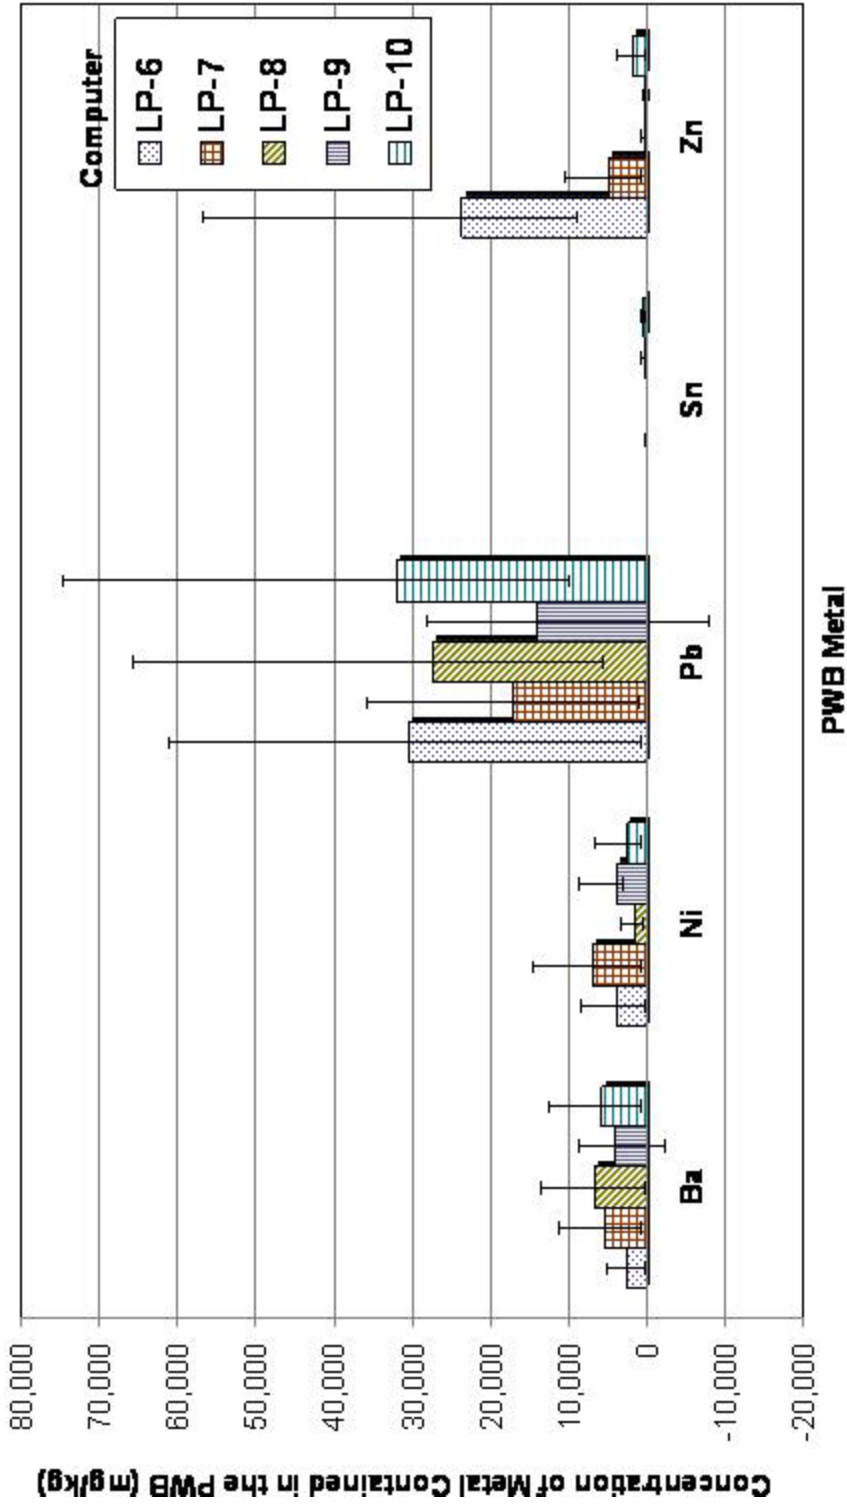 Concentration of Metal Contained in the PWB (mg/kg)
80,000
70,000
60,000
50,000
40,000
30,000
20,000
10,000
0
-10,000
-20,000
Computer
LP-6
LP-7
LP-8
LP-9
LP-10
Ba
Ni
Pb
Sn
Zn
PWB Metal